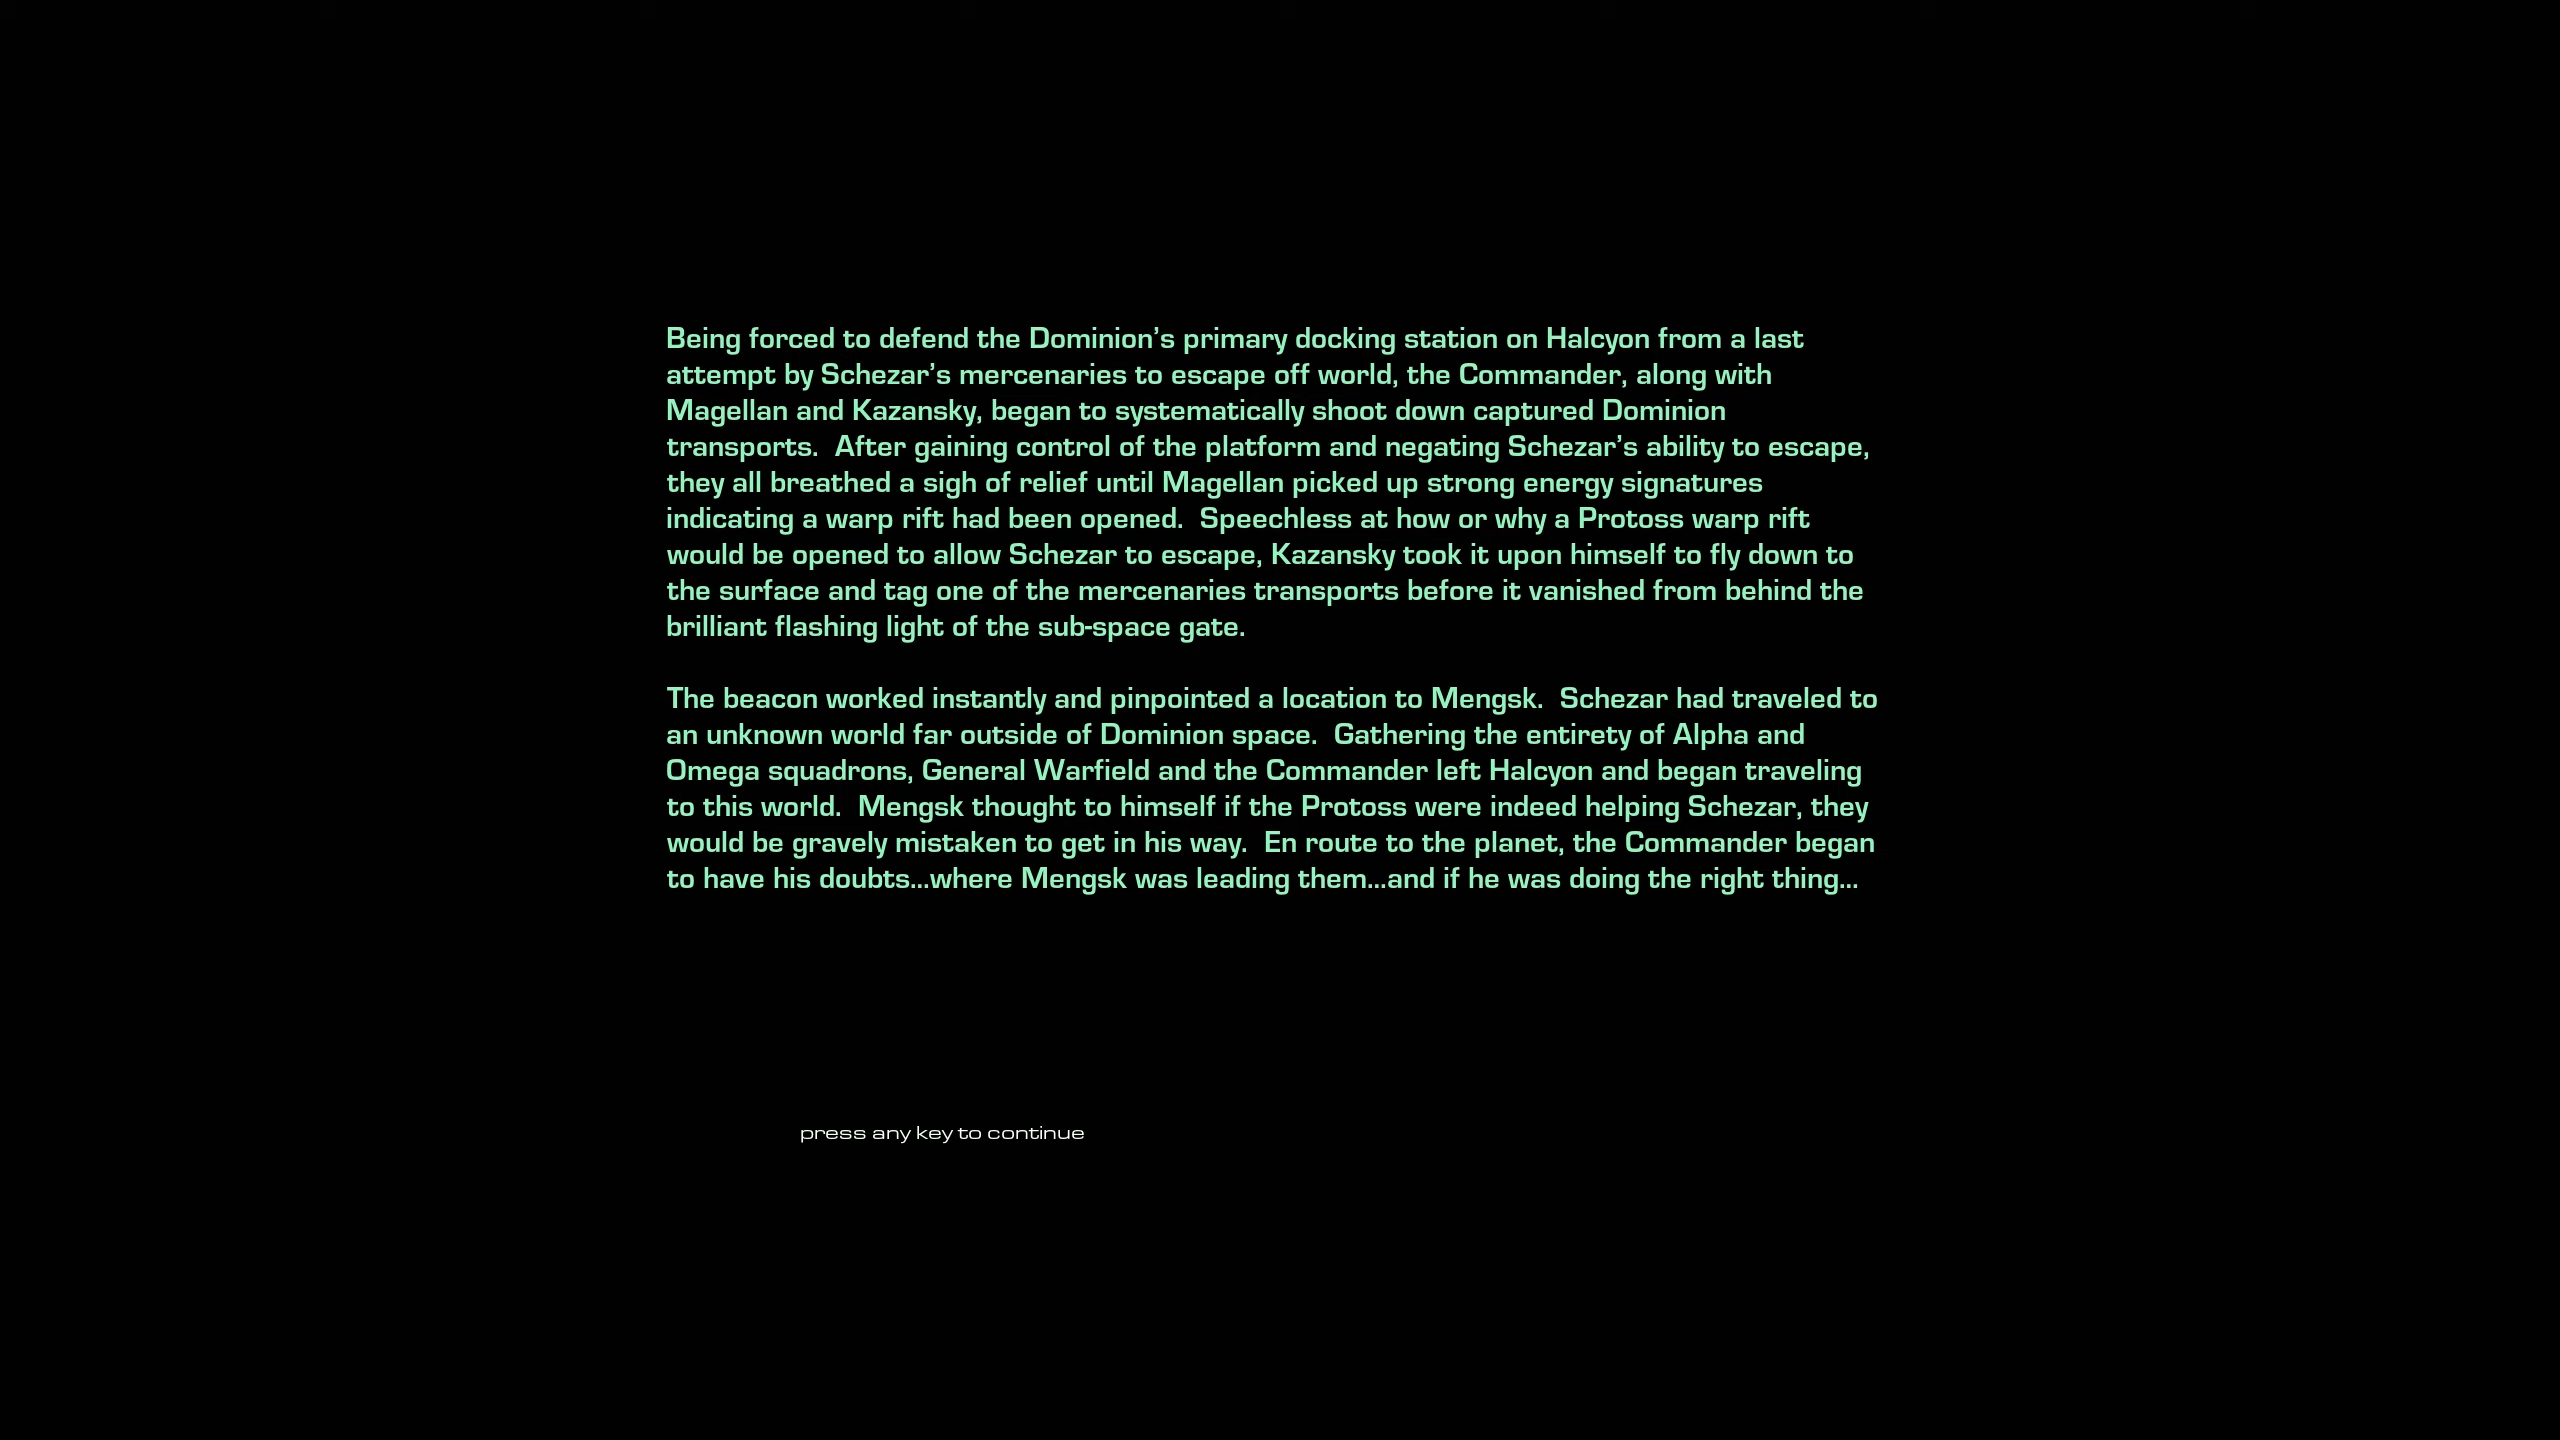 Being forced to defend the Dominion’s primary docking station on Halcyon from a last
attempt by Schezar’s mercenaries to escape off world, the Commander, along with
Magellan and Kazansky, began to systematically shoot down captured Dominion
transports.  After gaining control of the platform and negating Schezar’s ability to escape,
they all breathed a sigh of relief until Magellan picked up strong energy signatures
indicating a warp rift had been opened.  Speechless at how or why a Protoss warp rift
would be opened to allow Schezar to escape, Kazansky took it upon himself to fly down to
the surface and tag one of the mercenaries transports before it vanished from behind the
brilliant flashing light of the sub-space gate.

The beacon worked instantly and pinpointed a location to Mengsk.  Schezar had traveled to
an unknown world far outside of Dominion space.  Gathering the entirety of Alpha and
Omega squadrons, General Warfield and the Commander left Halcyon and began traveling
to this world.  Mengsk thought to himself if the Protoss were indeed helping Schezar, they
would be gravely mistaken to get in his way.  En route to the planet, the Commander began
to have his doubts...where Mengsk was leading them...and if he was doing the right thing...
press any key to continue